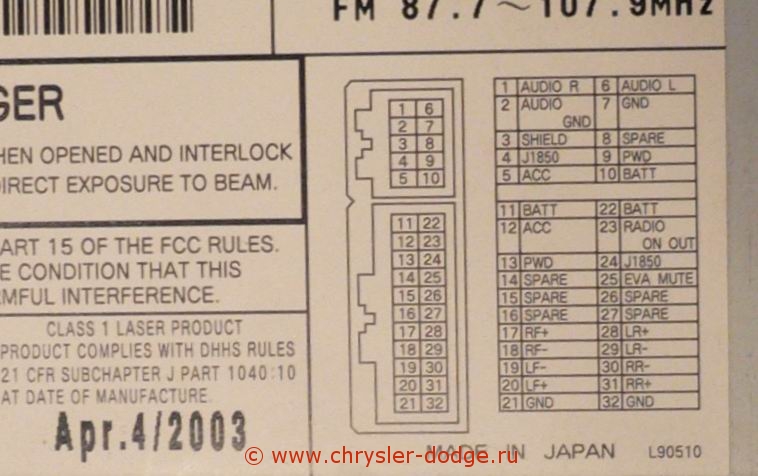 FM 87.7～107.9MHz
GER
HEN OPENED AND INTERLOCK
DIRECT EXPOSURE TO BEAM.
ART 15 OF THE FCC RULES.
E CONDITION THAT THIS
RMFUL INTERFERENCE.
CLASS 1 LASER PRODUCT
PRODUCT COMPLIES WITH DHHS RULES
21 CFR SUBCHAPTER J PART 1040:10
AT DATE OF MANUFACTURE.
Apr.4/2003
1 6
2 7
3 8
4 9
5 10
11 22
12 23
13 24
14 25
15 26
16 27
17 28
18 29
19 30
20 31
21 32
1 AUDIO R 6 AUDIO L
2 AUDIO 7 GND
GND
3 SHIELD 8 SPARE
4 J1850 9 PWD
5 ACC 10 BATT
11 BATT 22 BATT
12 ACC 23 RADIO
ON OUT
13 PWD 24 J1850
14 SPARE 25 EVA MUTE
15 SPARE 26 SPARE
16 SPARE 27 SPARE
17 RF+ 28 LR+
18 RF- 29 LR-
19 LF- 30 RR-
20 LF+ 31 RR+
21 GND 32 GND
MADE IN JAPAN L90510
© www.chrysler-dodge.ru